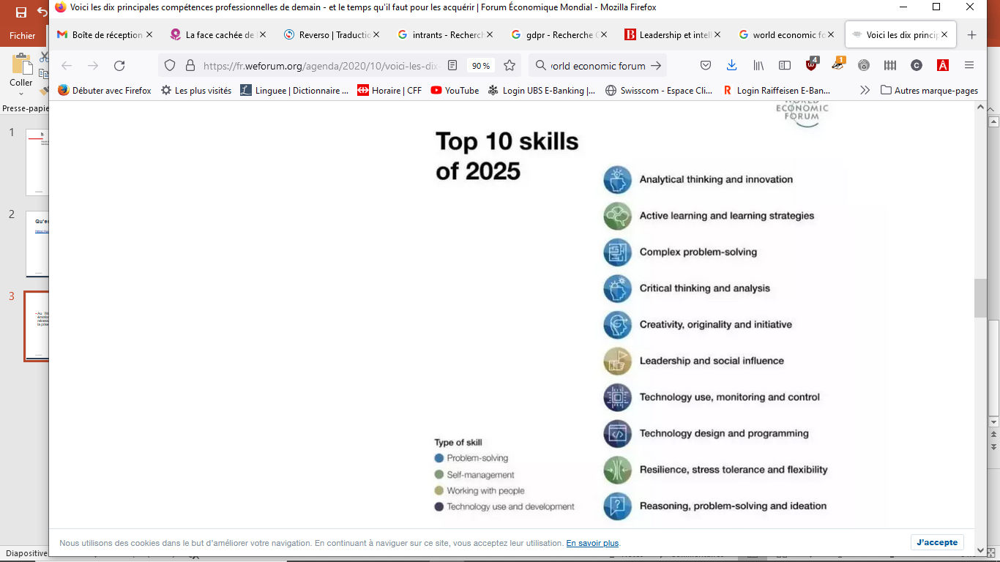 Voici les dix principales compétences professionnelles de demain - et le temps qu'il faut pour les acquérir | Forum Économique Mondial - Mozilla Firefox
Fichier
Boîte de réception
La face cachée de
Reverso | Traductio
intrants - Recherch
gdpr - Recherche
Leadership et intell
world economic fo
Voici les dix princip
https://fr.weforum.org/agenda/2020/10/voici-les-dix-
90 %
world economic forum
4
1
Coller
Débuter avec Firefox
Les plus visités
Linguee | Dictionnaire ...
Horaire | CFF
YouTube
Login UBS E-Banking |...
Swisscom - Espace Cli...
Login Raiffeisen E-Ban...
Autres marque-pages
Presse-papie
WORLD
ECONOMIC
FORUM
1
2
Qu'es
3
Top 10 skills
of 2025
Analytical thinking and innovation
Active learning and learning strategies
Complex problem-solving
Critical thinking and analysis
Creativity, originality and initiative
Leadership and social influence
Technology use, monitoring and control
Technology design and programming
Resilience, stress tolerance and flexibility
Reasoning, problem-solving and ideation
Type of skill
Problem-solving
Self-management
Working with people
Technology use and development
Nous utilisons des cookies dans le but d'améliorer votre navigation. En continuant à naviguer sur ce site, vous acceptez leur utilisation. En savoir plus.
J'accepte
Diapositive